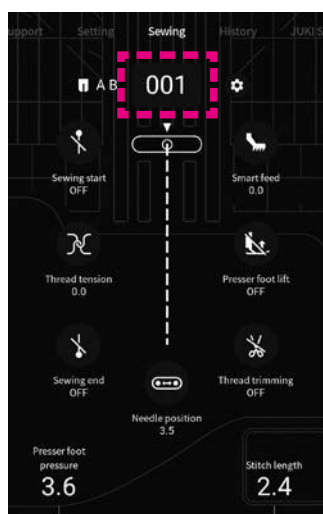 upport Setting Sewing History JUKI S
A B 001
Sewing start
OFF
Smart feed
0.0
Thread tension
0.0
Presser foot lift
OFF
Sewing end
OFF
Thread trimming
OFF
Needle position
3.5
Presser foot
pressure
3.6
Stitch length
2.4